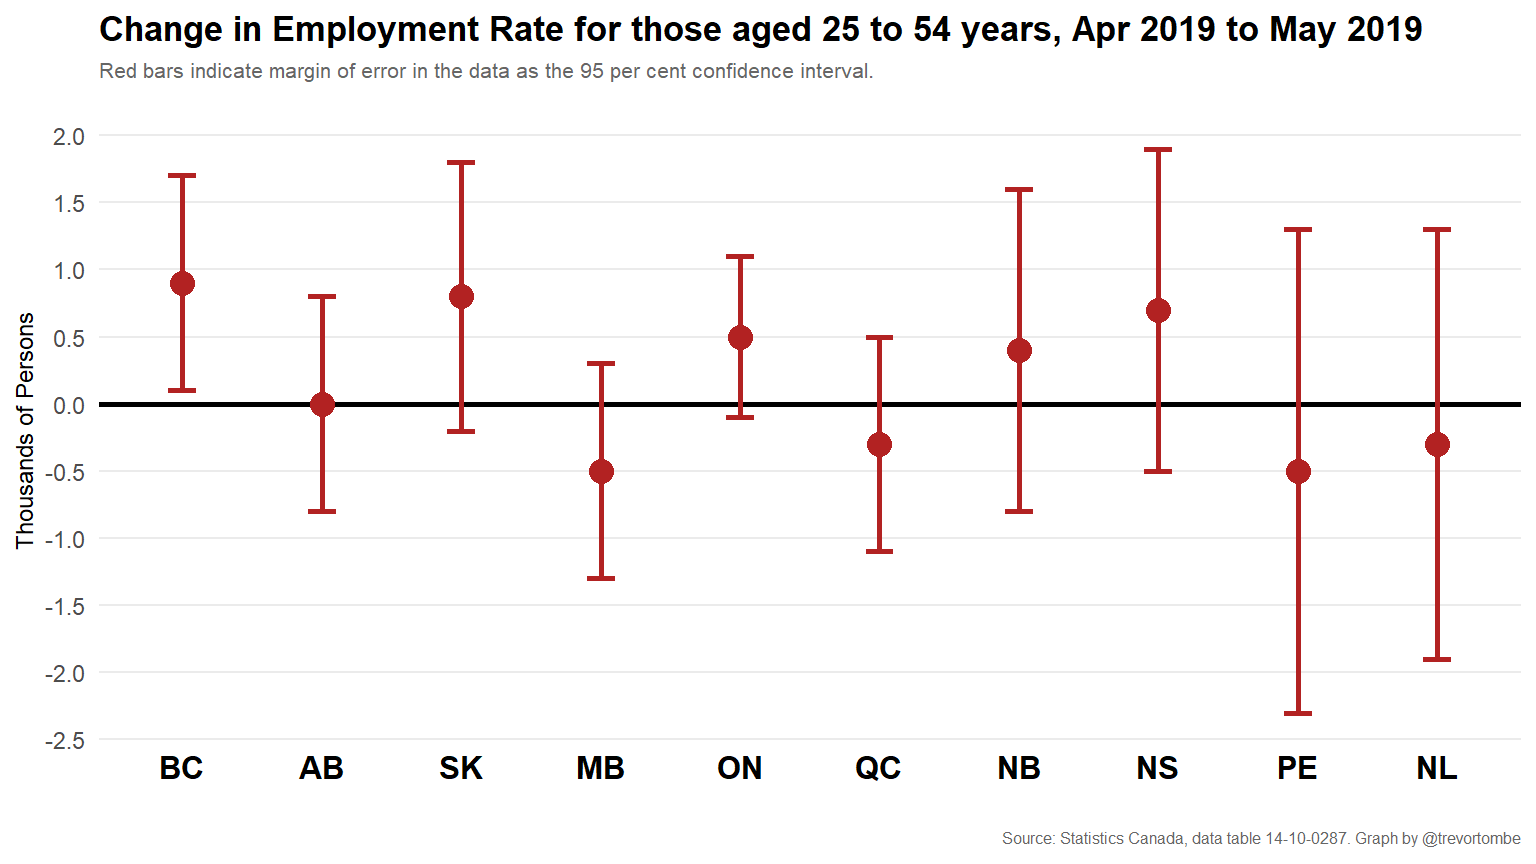 Change in Employment Rate for those aged 25 to 54 years, Apr 2019 to May 2019
Red bars indicate margin of error in the data as the 95 per cent confidence interval.
Thousands of Persons
2.0
1.5
1.0
0.5
0.0
-0.5
-1.0
-1.5
-2.0
-2.5
BC AB SK MB ON QC NB NS PE NL
Source: Statistics Canada, data table 14-10-0287. Graph by @trevortombe